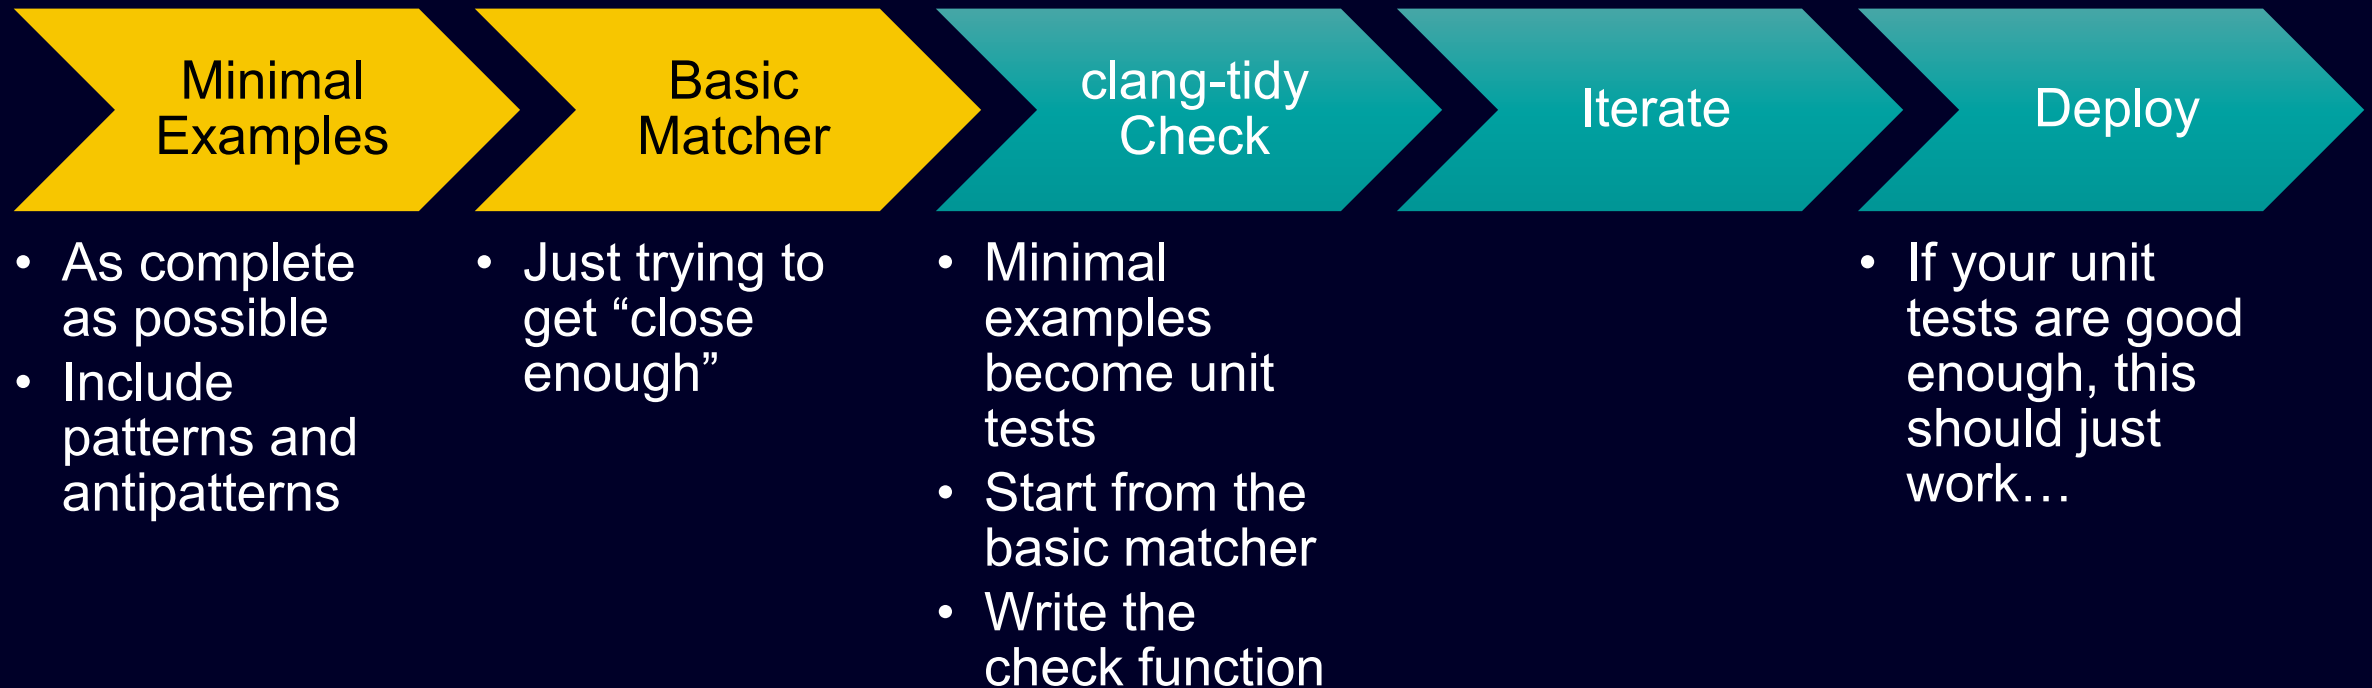 Minimal
Examples
Basic
Matcher
clang-tidy
Check
Iterate
Deploy
• As complete
as possible
• Include
patterns and
antipatterns
• Just trying to
get “close
enough”
• Minimal
examples
become unit
tests
• Start from the
basic matcher
• Write the
check function
• If your unit
tests are good
enough, this
should just
work…